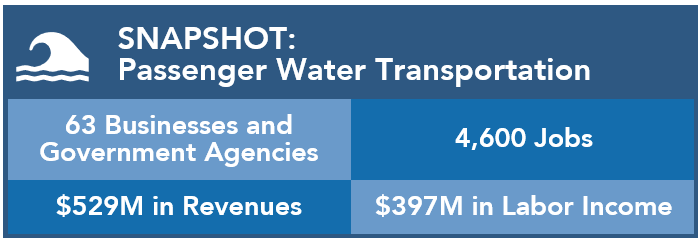 SNAPSHOT:
Passenger Water Transportation
63 Businesses and
Government Agencies
4,600 Jobs
$529M in Revenues
$397M in Labor Income